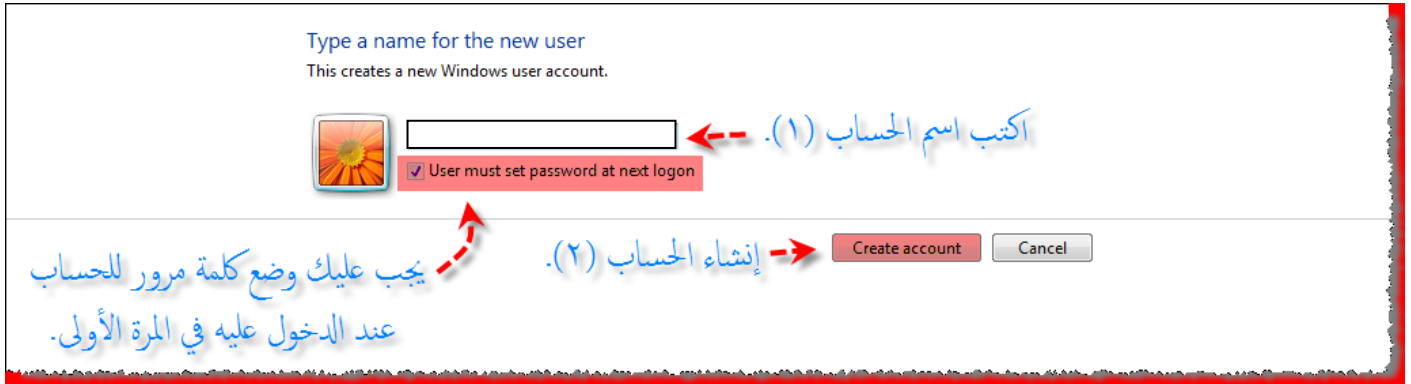 Type a name for the new user
This creates a new Windows user account.
اكتب اسم الحساب (١).
User must set password at next logon
إنشاء الحساب (٢).
Create account
Cancel
يجب عليك وضع كلمة مرور للحساب
عند الدخول عليه في المرة الأولى.